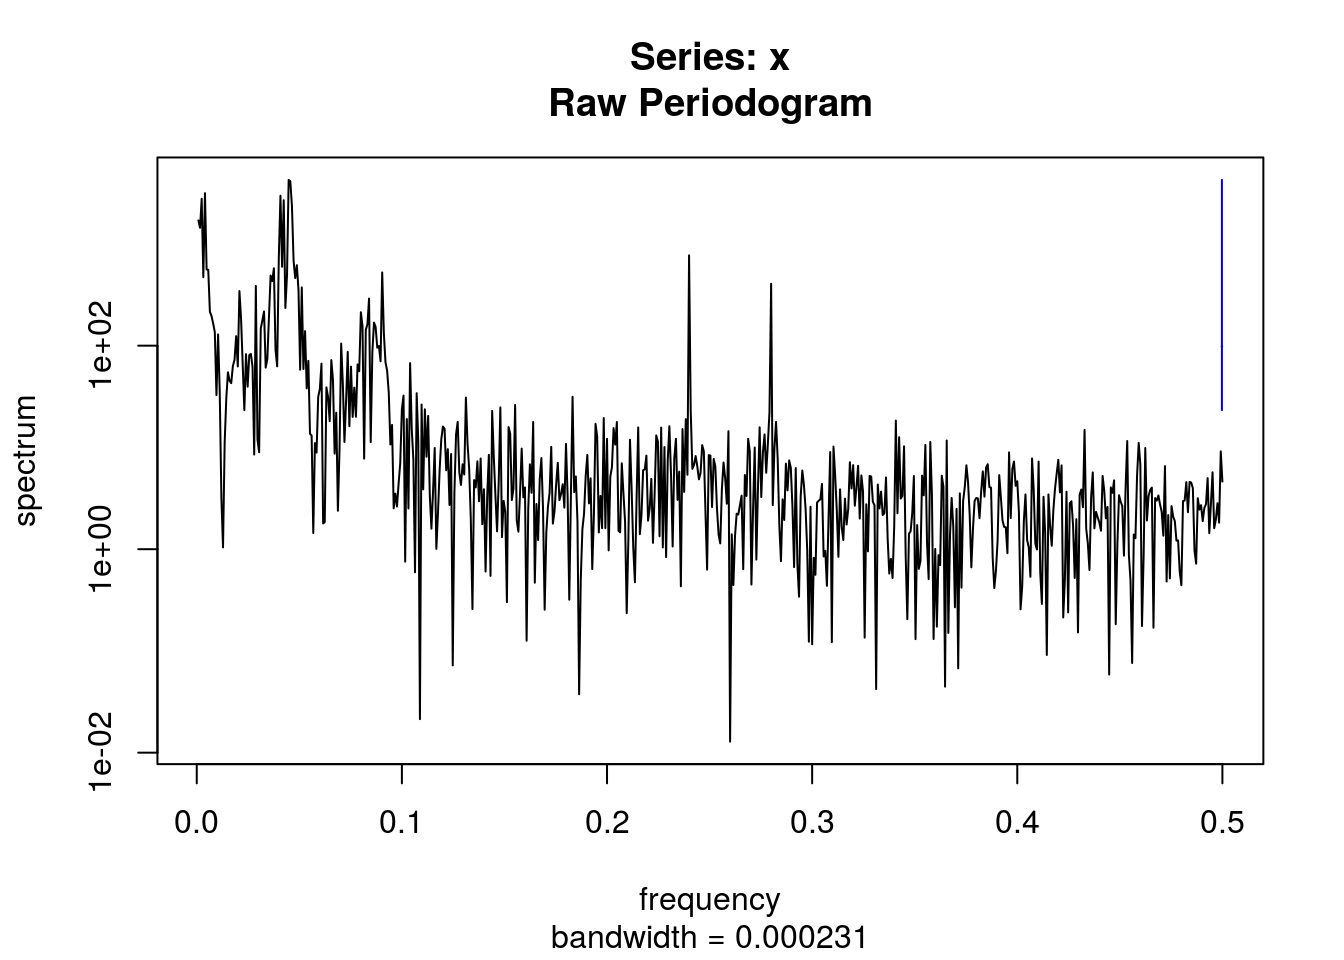 Series: x
Raw Periodogram
spectrum
1e+02
1e+00
1e-02
0.0 0.1 0.2 0.3 0.4 0.5
frequency
bandwidth = 0.000231